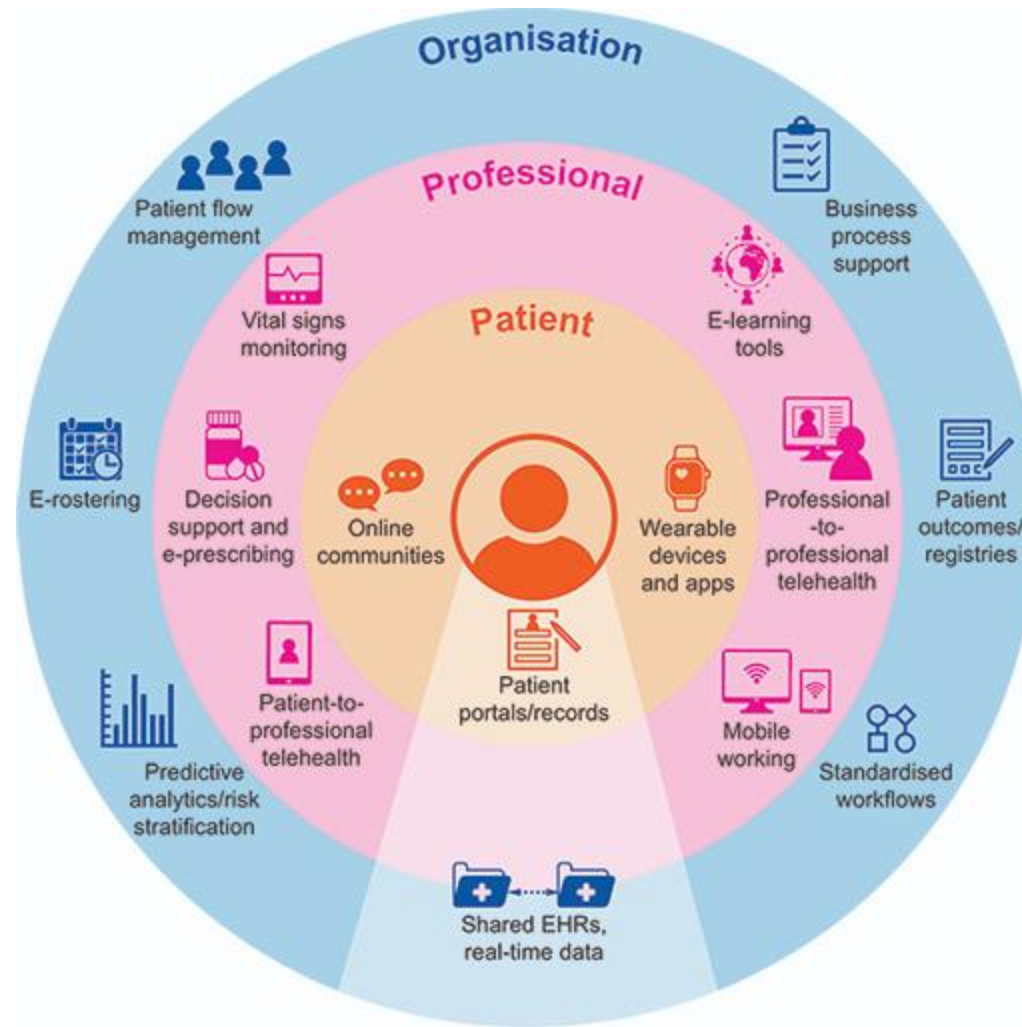 Organisation
Patient flow
management
Business
process
support
Professional
Vital signs
monitoring
E-learning
tools
Patient
E-rostering
Decision
support and
e-prescribing
Online
communities
Wearable
devices
and apps
Professional
-to-
professional
telehealth
Patient
outcomes/
registries
Patient
portals/records
Patient-to-
professional
telehealth
Mobile
working
Predictive
analytics/risk
stratification
Standardised
workflows
Shared EHRs,
real-time data